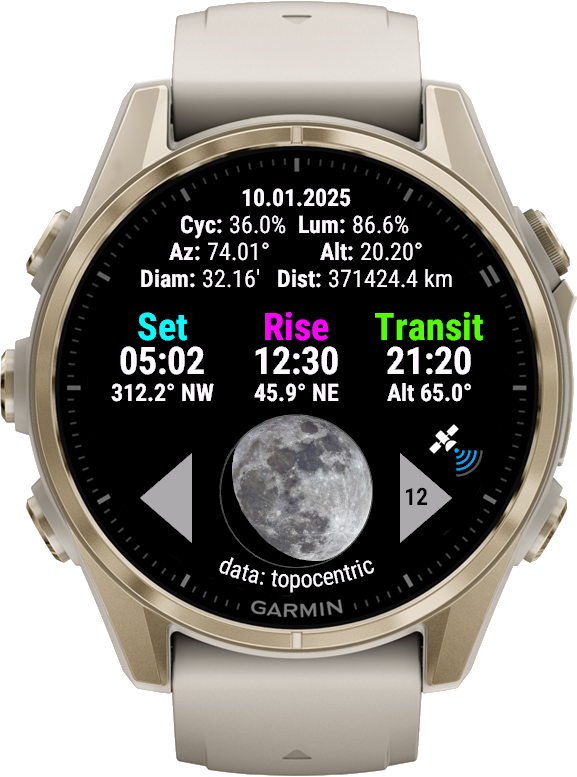 10.01.2025
Cyc: 36.0% Lum: 86.6%
Az: 74.01° Alt: 20.20°
Diam: 32.16' Dist: 371424.4 km
Set Rise Transit
05:02 12:30 21:20
312.2° NW 45.9° NE Alt 65.0°
12
data: topocentric
GARMIN